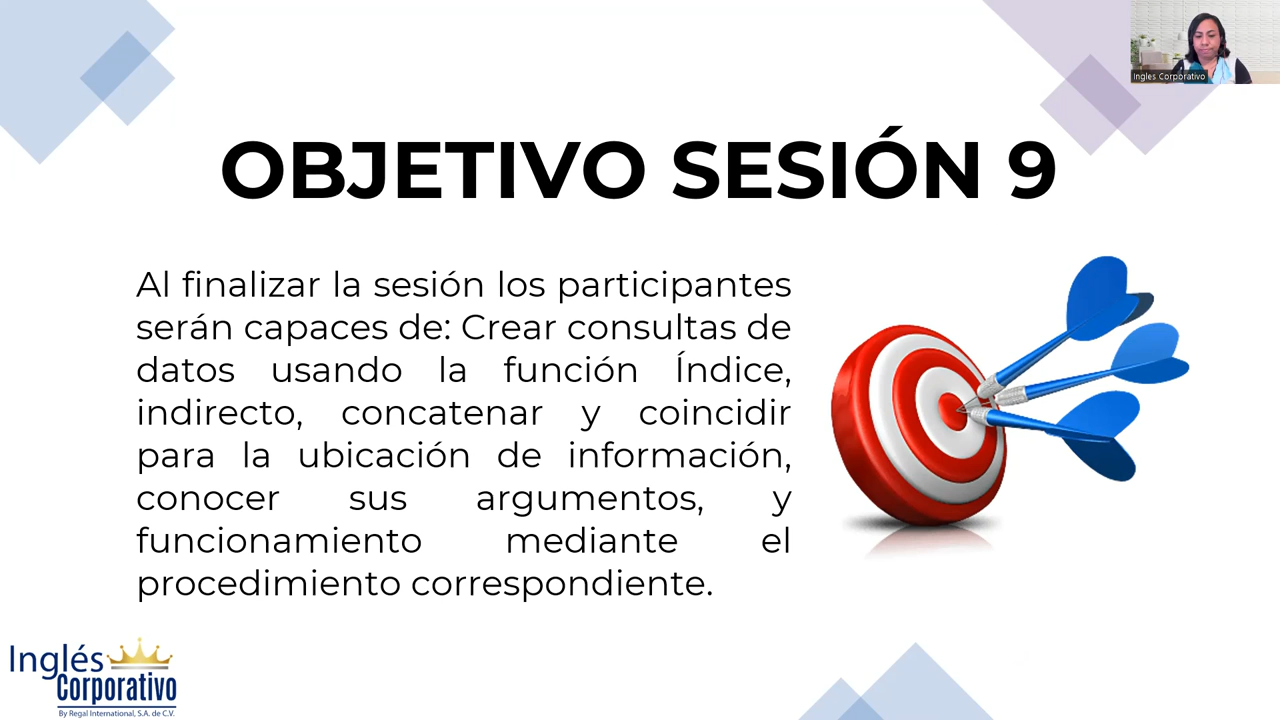 Ingles Corporativo
OBJETIVO SESIÓN 9
Al finalizar la sesión los participantes
serán capaces de: Crear consultas de
datos usando la función Índice,
indirecto, concatenar y coincidir
para la ubicación de información,
conocer sus argumentos, y
funcionamiento mediante el
procedimiento correspondiente.
Inglés
Corporativo
By Regal International, S.A. de C.V.